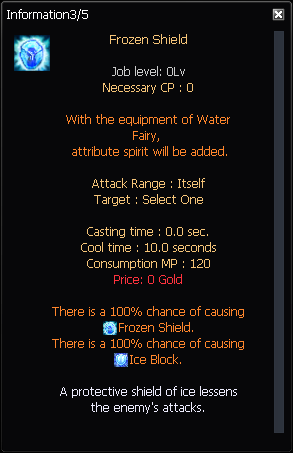 Information3/5
Frozen Shield
Job level: 0Lv
Necessary CP : 0
With the equipment of Water
Fairy,
attribute spirit will be added.
Attack Range : Itself
Target : Select One
Casting time : 0.0 sec.
Cool time : 10.0 seconds
Consumption MP : 120
Price: 0 Gold
There is a 100% chance of causing
Frozen Shield.
There is a 100% chance of causing
Ice Block.
A protective shield of ice lessens
the enemy's attacks.